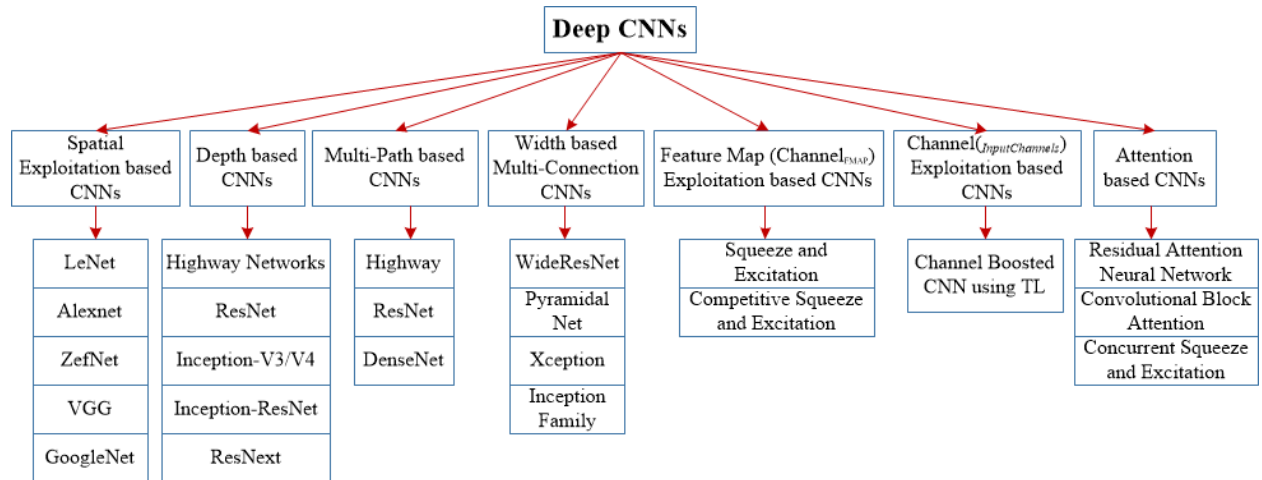 Deep CNNs
Spatial
Exploitation based
CNNs
Depth based
CNNs
Multi-Path based
CNNs
Width based
Multi-Connection
CNNs
Feature Map (ChannelFMAP)
Exploitation based CNNs
Channel(InputChannels)
Exploitation based
CNNs
Attention
based CNNs
LeNet
Alexnet
ZefNet
VGG
GoogleNet
Highway Networks
ResNet
Inception-V3/V4
Inception-ResNet
ResNext
Highway
ResNet
DenseNet
WideResNet
Pyramidal
Net
Xception
Inception
Family
Squeeze and
Excitation
Competitive Squeeze
and Excitation
Channel Boosted
CNN using TL
Residual Attention
Neural Network
Convolutional Block
Attention
Concurrent Squeeze
and Excitation